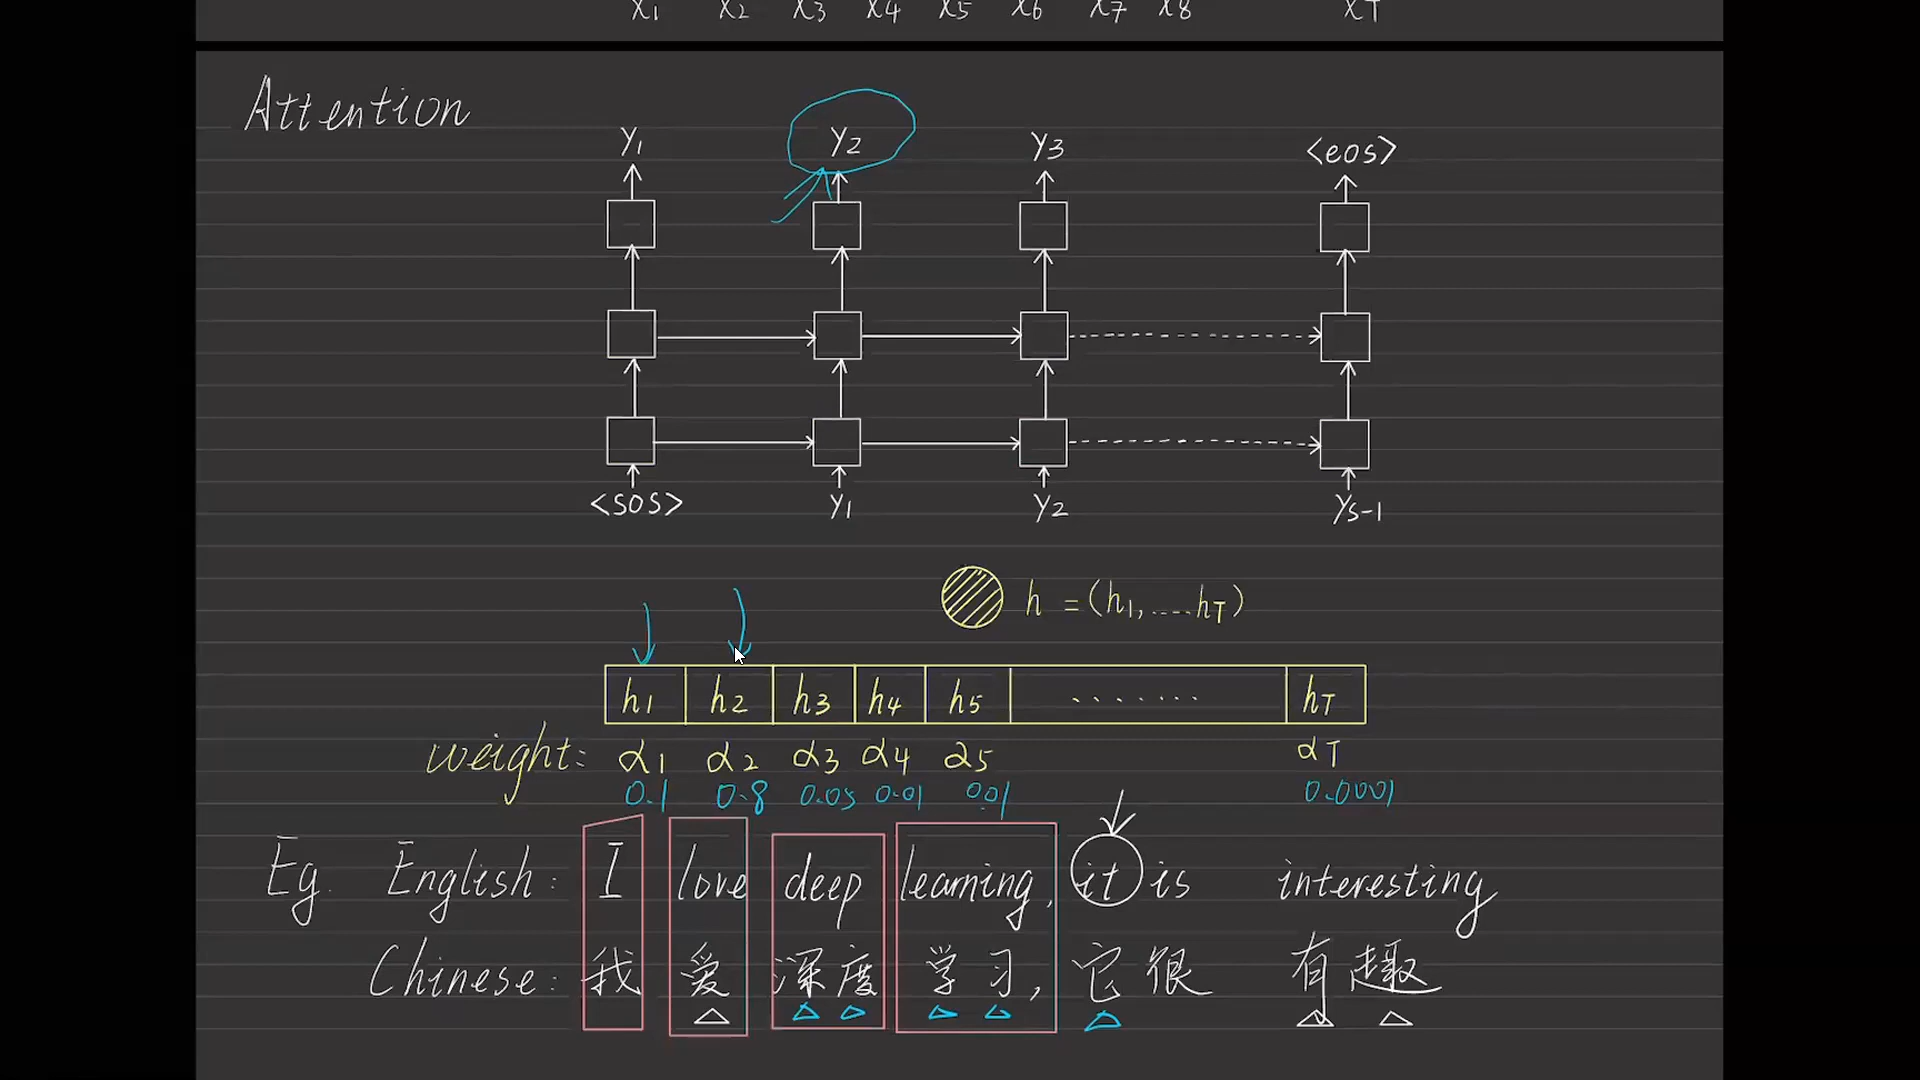 x1 x2 x3 x4 x5 x6 x7 x8 xT
Attention
y1 y2 y3 <eos>
<sos> y1 y2 ys-1
h = (h1, .... hT)
h1 h2 h3 h4 h5 ....... hT
weight: α1 α2 α3 α4 α5 αT
0.1 0.8 0.05 0.01 0.01 0.0001
Eg. English: I love deep learning, it is interesting
Chinese: 我 爱 深度 学习, 它很 有趣